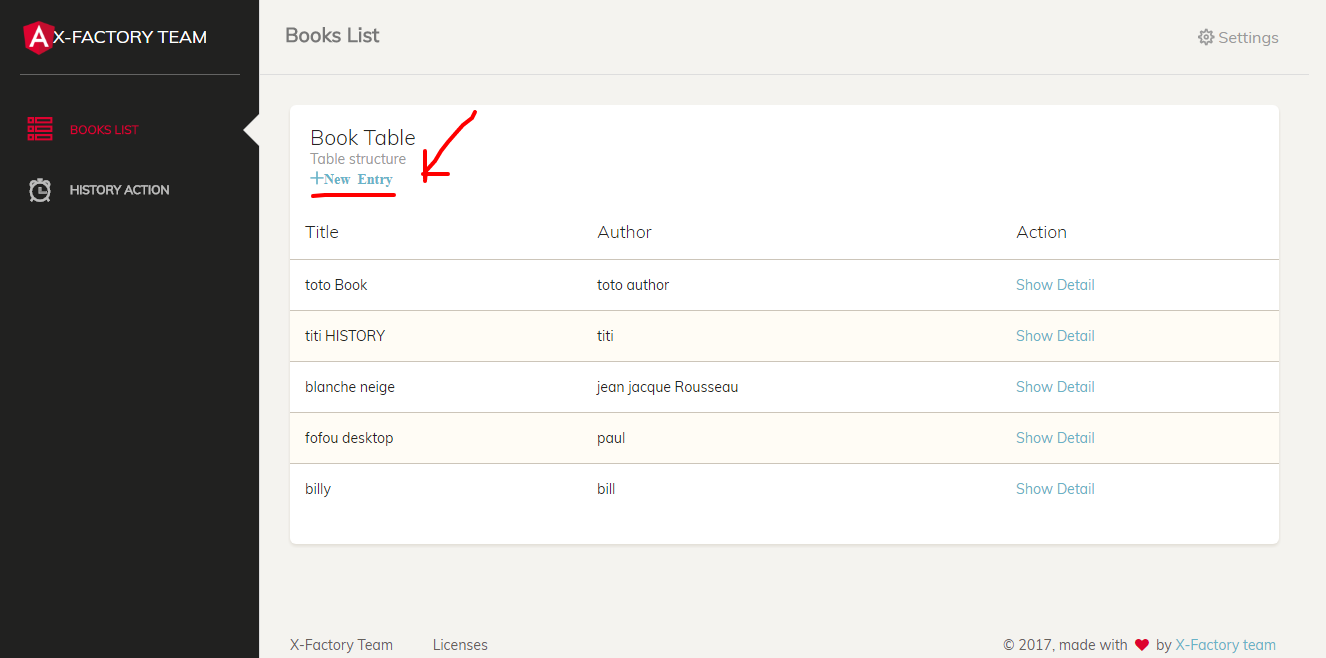 X-FACTORY TEAM
Books List
Settings
BOOKS LIST
HISTORY ACTION
Book Table
Table structure
+New Entry
Title Author Action
toto Book toto author Show Detail
titi HISTORY titi Show Detail
blanche neige jean jacque Rousseau Show Detail
fofou desktop paul Show Detail
billy bill Show Detail
X-Factory Team Licenses © 2017, made with ♥ by X-Factory team